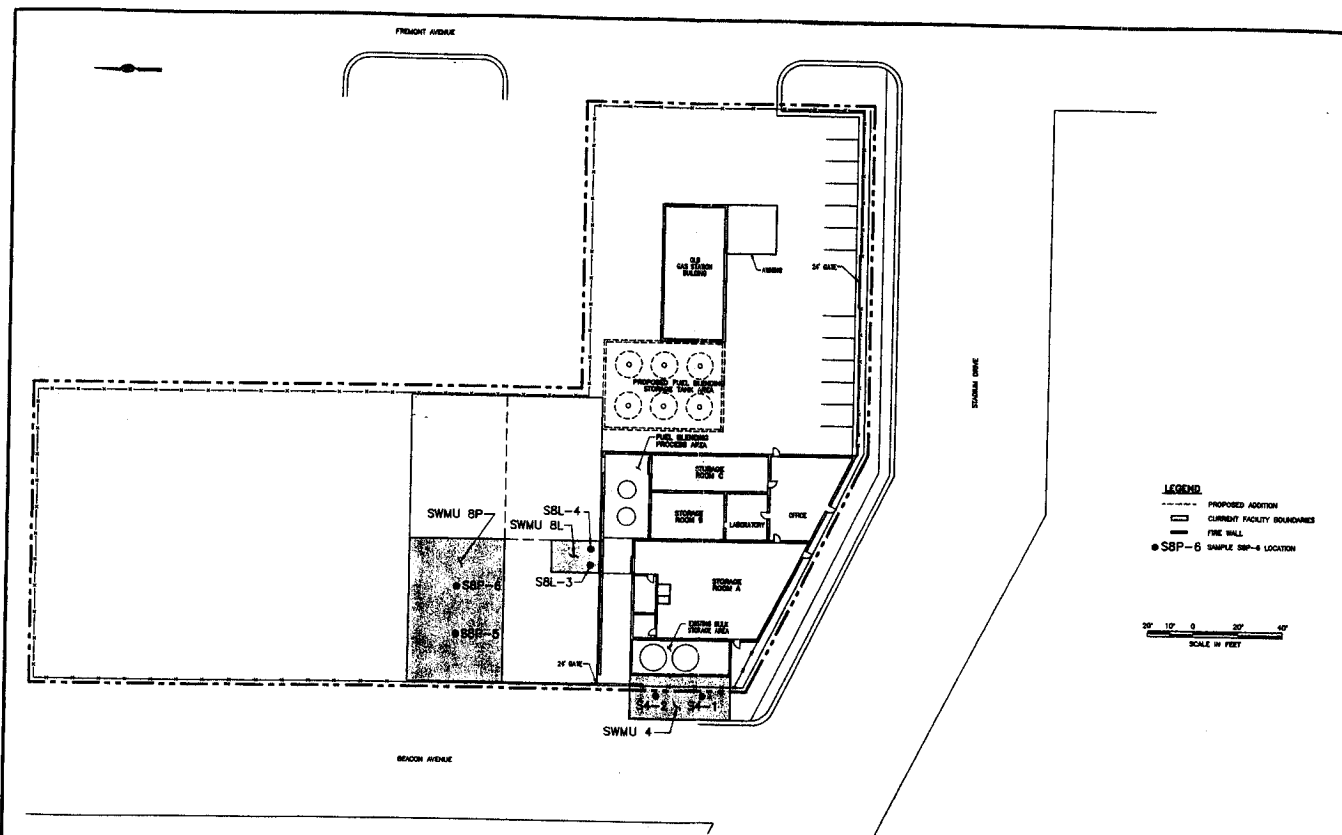 FREMONT AVENUE
OLD
GAS STATION
BUILDING
AWNING
24' GATE
PROPOSED FUEL BLENDING
STORAGE TANK AREA
STADIUM DRIVE
FUEL BLENDING
PROCESS AREA
STORAGE
ROOM C
STORAGE
ROOM B
LABORATORY
OFFICE
SWMU 8P
S8L-4
SWMU 8L
S8L-3
S8P-6
S8P-5
STORAGE
ROOM A
EXISTING BULK
STORAGE AREA
24' GATE
S4-2
S4-1
SWMU 4
BEACON AVENUE
LEGEND
PROPOSED ADDITION
CURRENT FACILITY BOUNDARIES
FIRE WALL
S8P-6 SAMPLE S8P-6 LOCATION
20' 10' 0 20' 40'
SCALE IN FEET